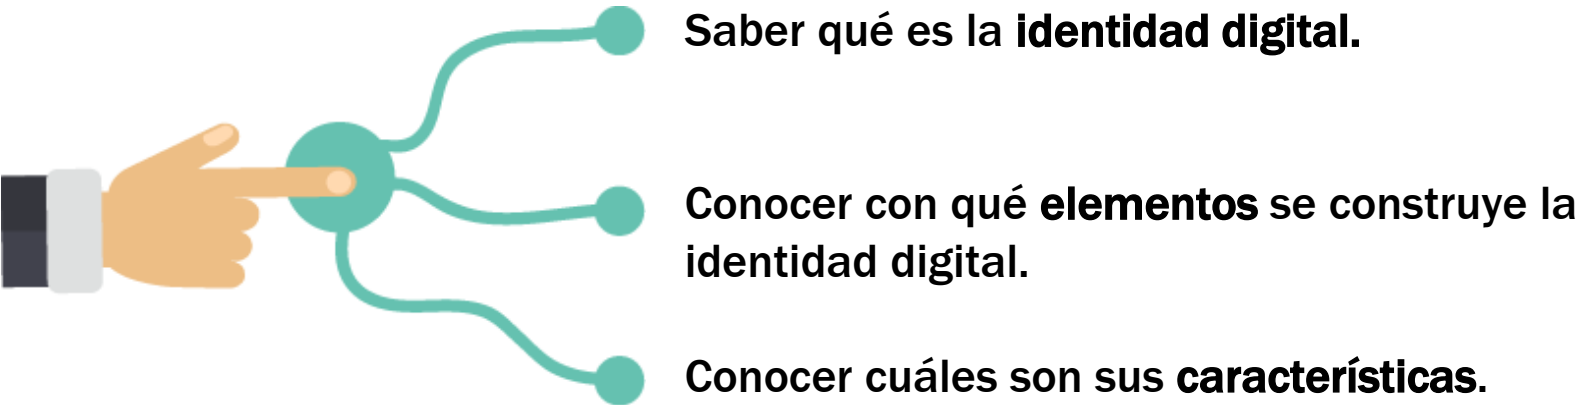 Saber qué es la identidad digital.
Conocer con qué elementos se construye la
identidad digital.
Conocer cuáles son sus características.